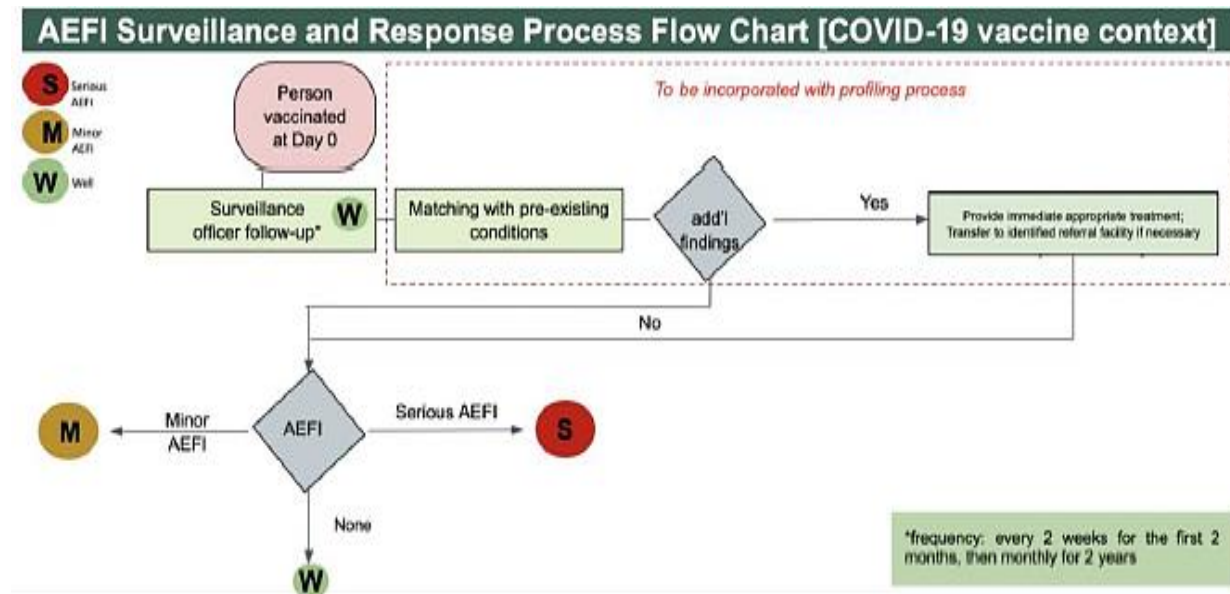 AEFI Surveillance and Response Process Flow Chart [COVID-19 vaccine context]
S Serious
AEFI
M Minor
AEFI
W Well
Person
vaccinated
at Day 0
To be incorporated with profiling process
Surveillance
officer follow-up*
W
Matching with pre-existing
conditions
add'l
findings
Yes
Provide immediate appropriate treatment;
Transfer to identified referral facility if necessary
No
M
Minor
AEFI
AEFI
Serious AEFI
S
None
W
*frequency: every 2 weeks for the first 2
months, then monthly for 2 years